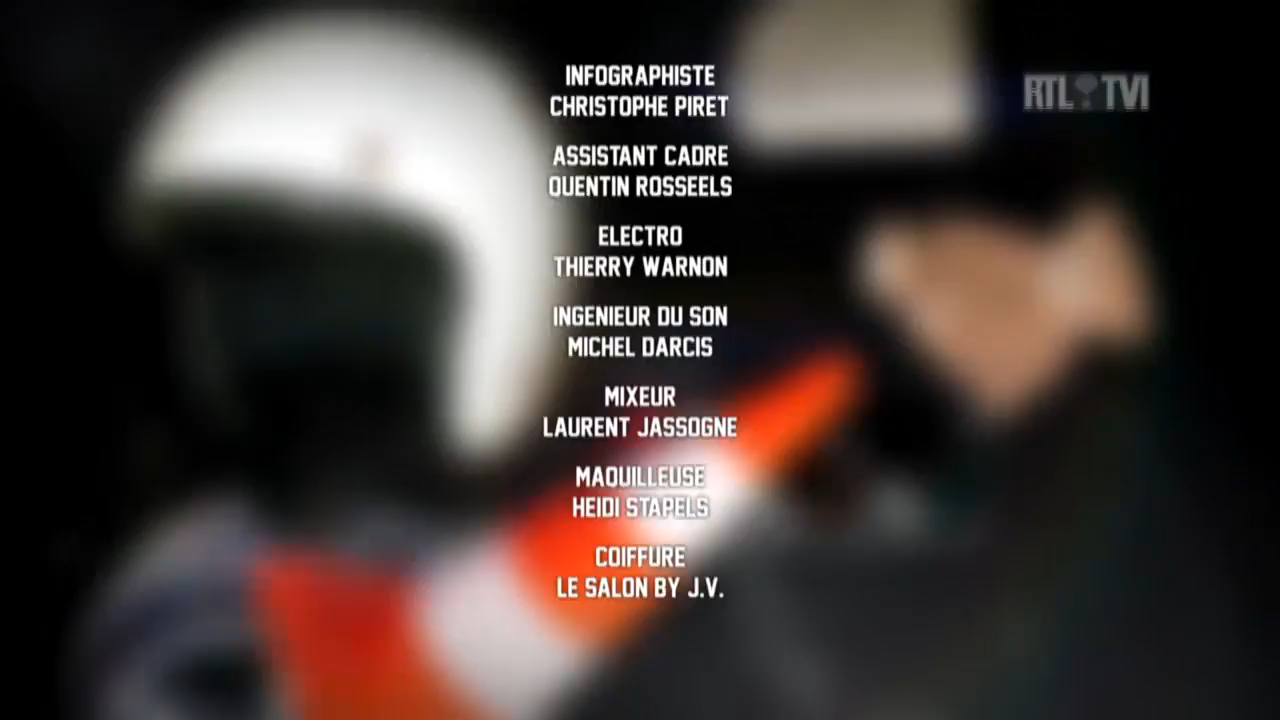 INFOGRAPHISTE
CHRISTOPHE PIRET
RTL TVI
ASSISTANT CADRE
QUENTIN ROSSEELS
ELECTRO
THIERRY WARNON
INGENIEUR DU SON
MICHEL DARCIS
MIXEUR
LAURENT JASSOGNE
MAQUILLEUSE
HEIDI STAPELS
COIFFURE
LE SALON BY J.V.